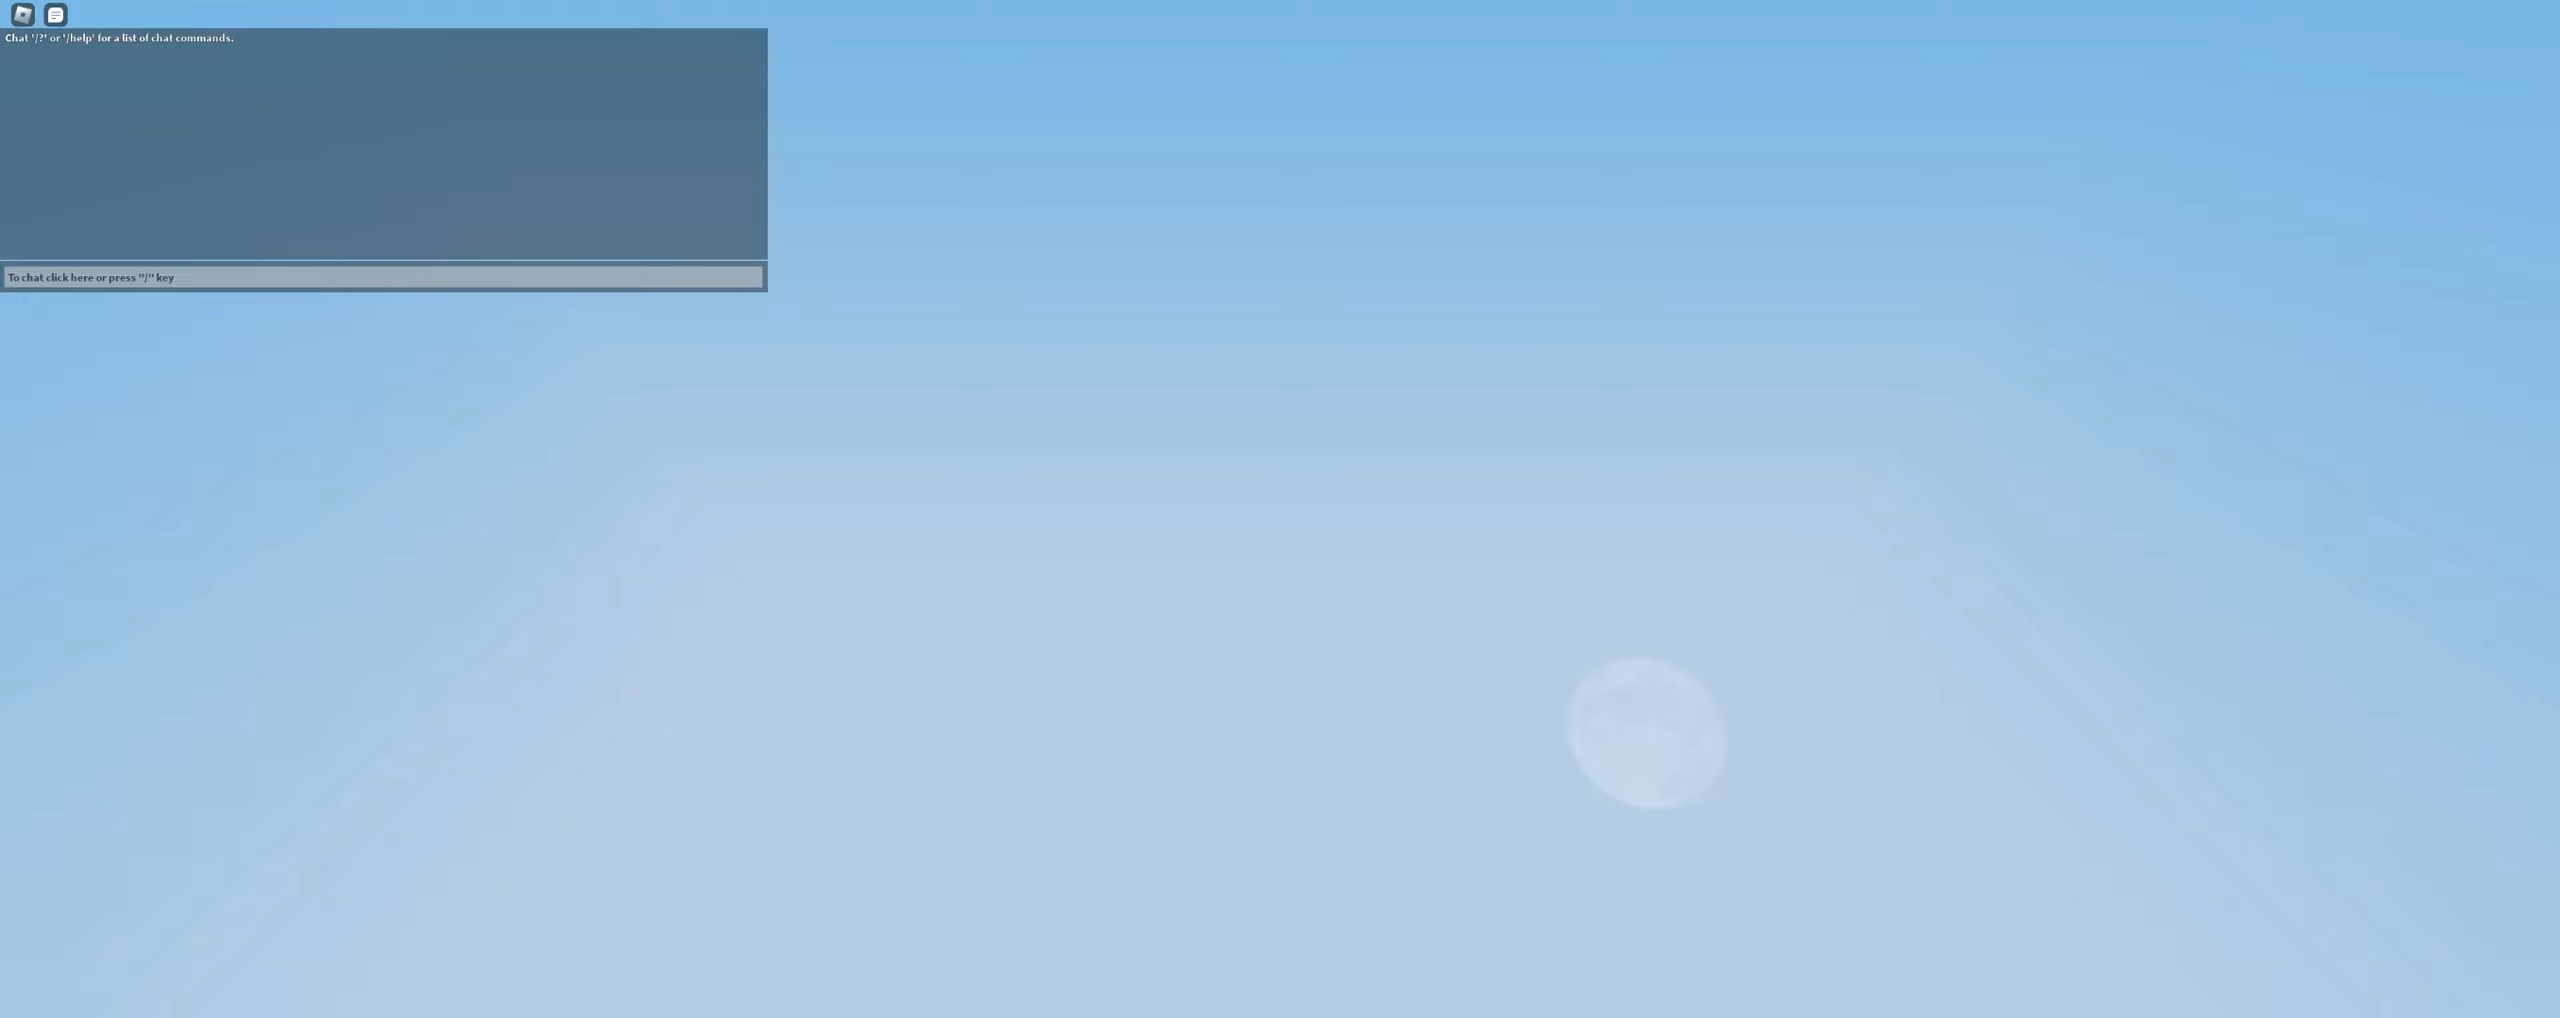 Chat '/?' or '/help' for a list of chat commands.
To chat click here or press "/" key